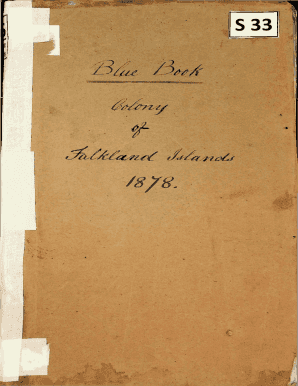 S 33
Blue Book
Colony
of
Falkland Islands
1878.